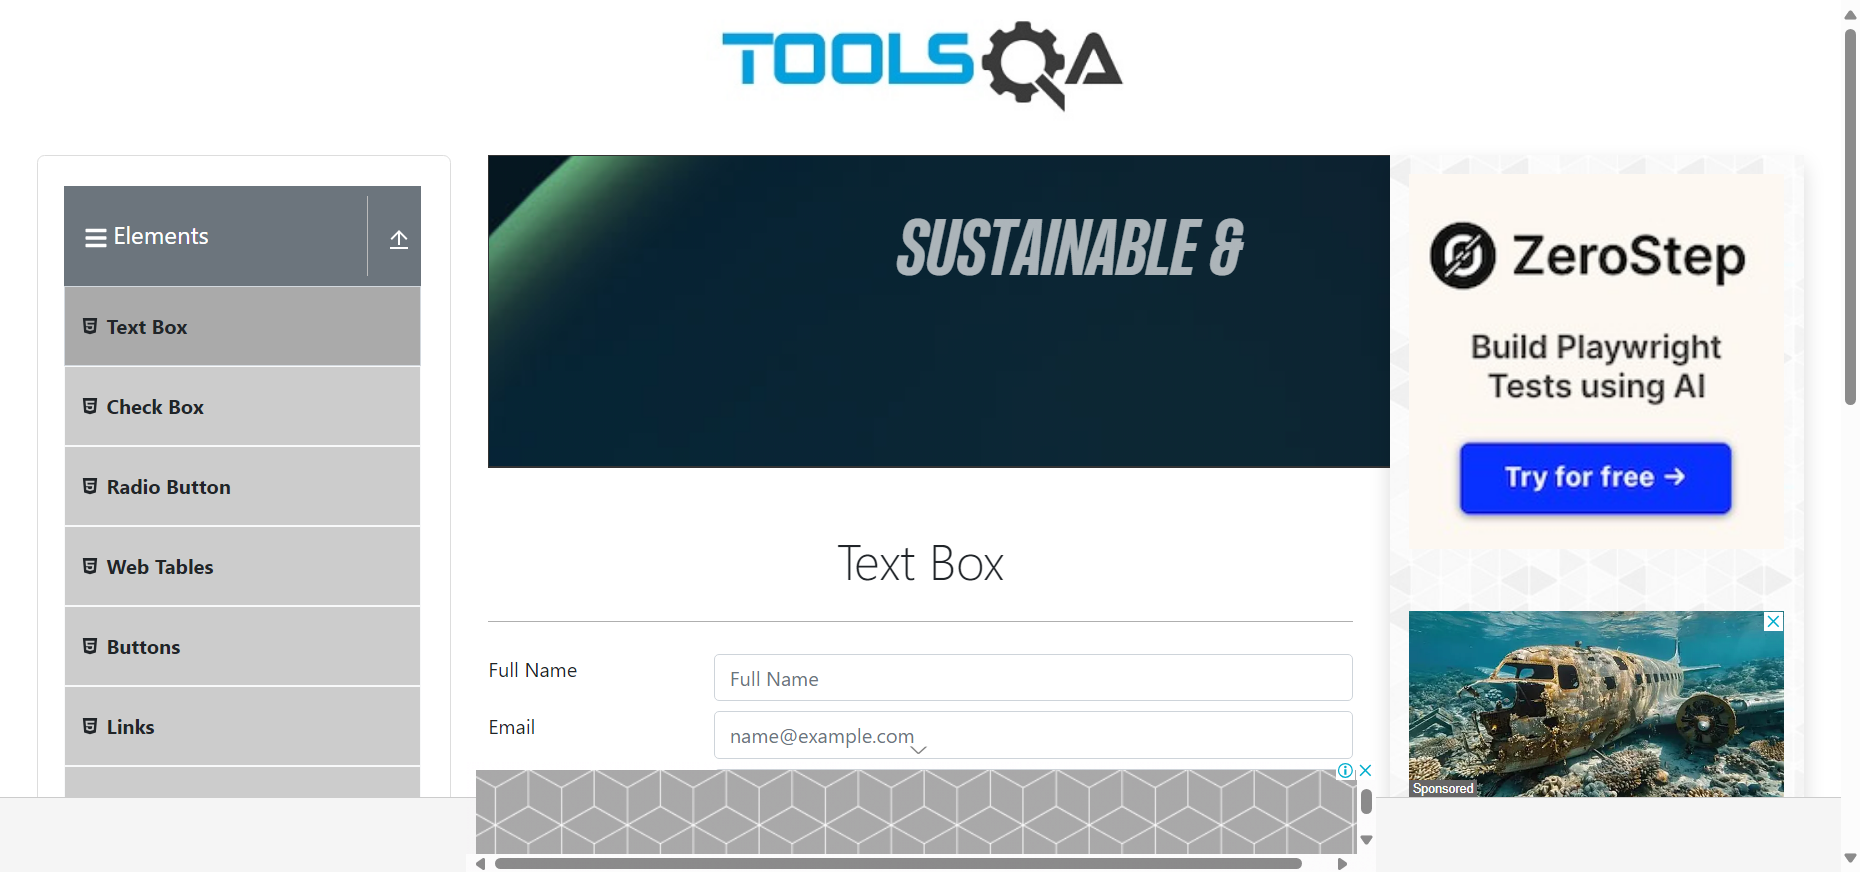 TOOLSQA
Elements
Text Box
Check Box
Radio Button
Web Tables
Buttons
Links
SUSTAINABLE &
Text Box
Full Name
Full Name
Email
name@example.com
ZeroStep
Build Playwright
Tests using AI
Try for free →
Sponsored